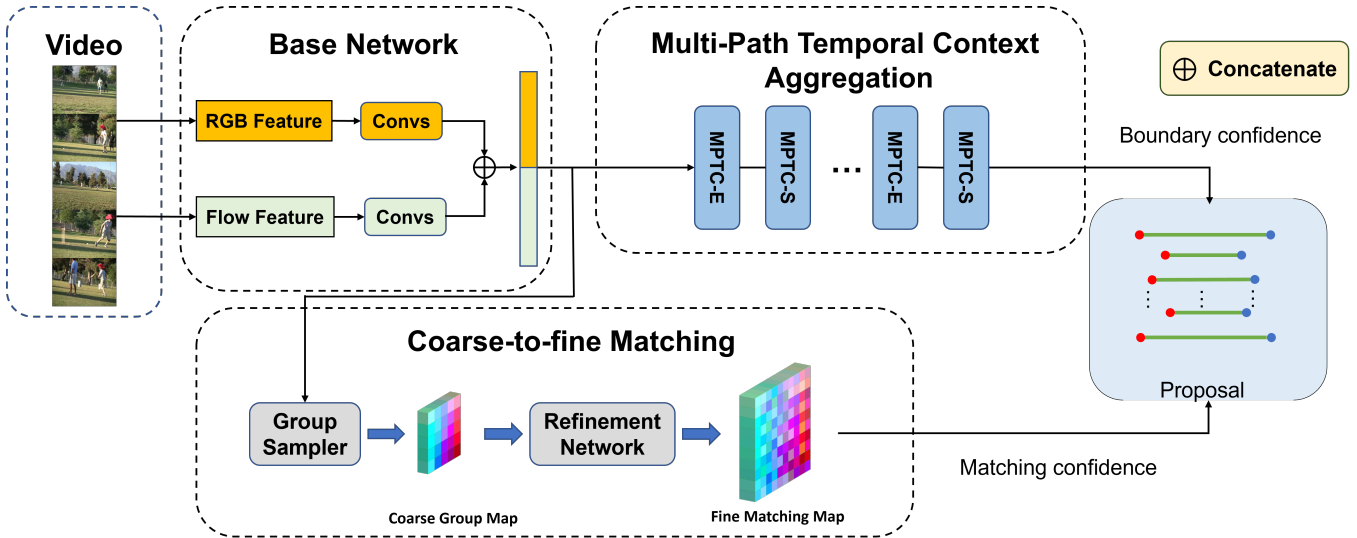 Video
Base Network
RGB Feature
Convs
Flow Feature
Convs
Multi-Path Temporal Context
Aggregation
MPTC-E
MPTC-S
...
MPTC-E
MPTC-S
Concatenate
Boundary confidence
Proposal
Coarse-to-fine Matching
Group
Sampler
Coarse Group Map
Refinement
Network
Fine Matching Map
Matching confidence